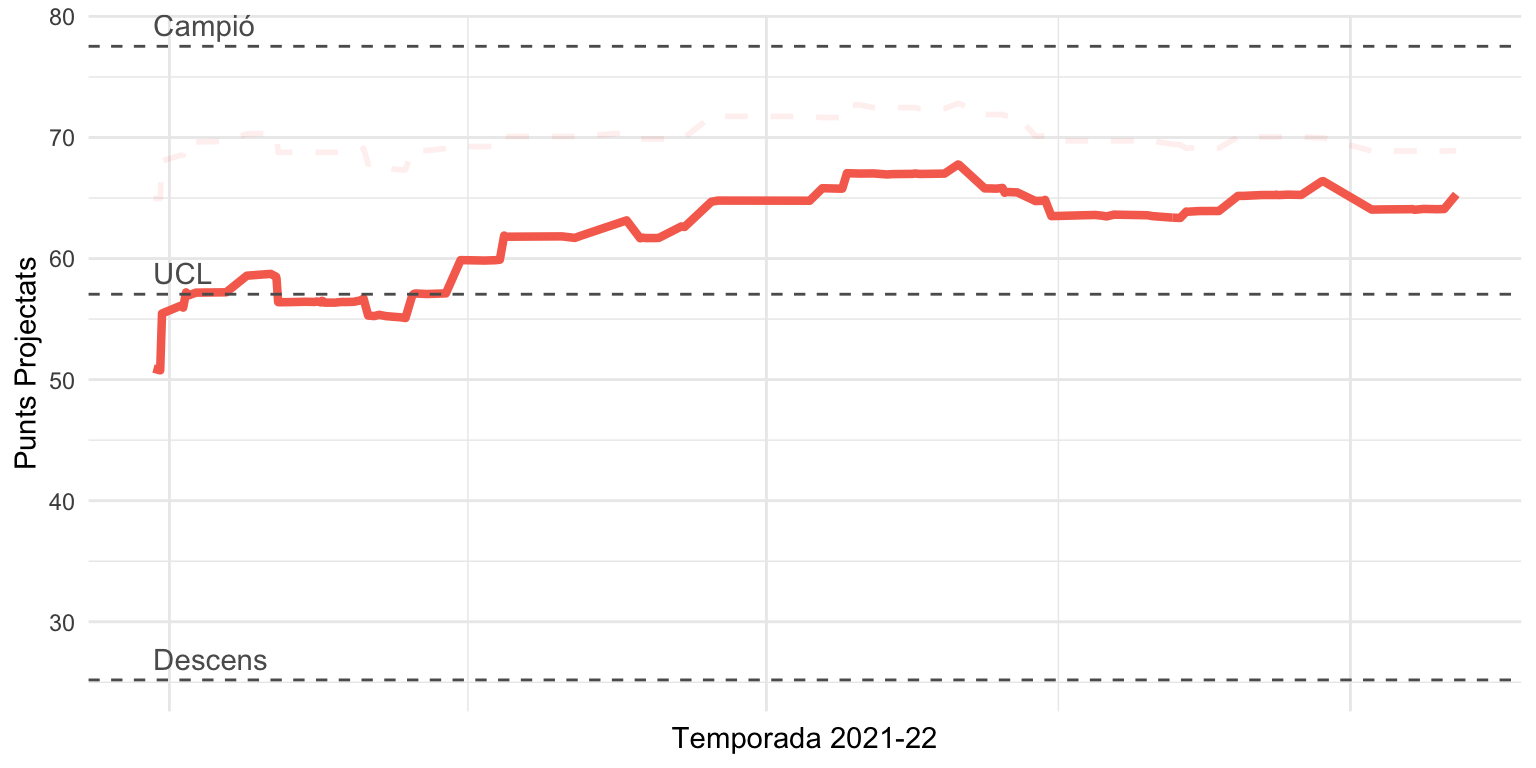 80
Campió
70
60
UCL
50
40
30
Descens
Punts Projectats
Temporada 2021-22